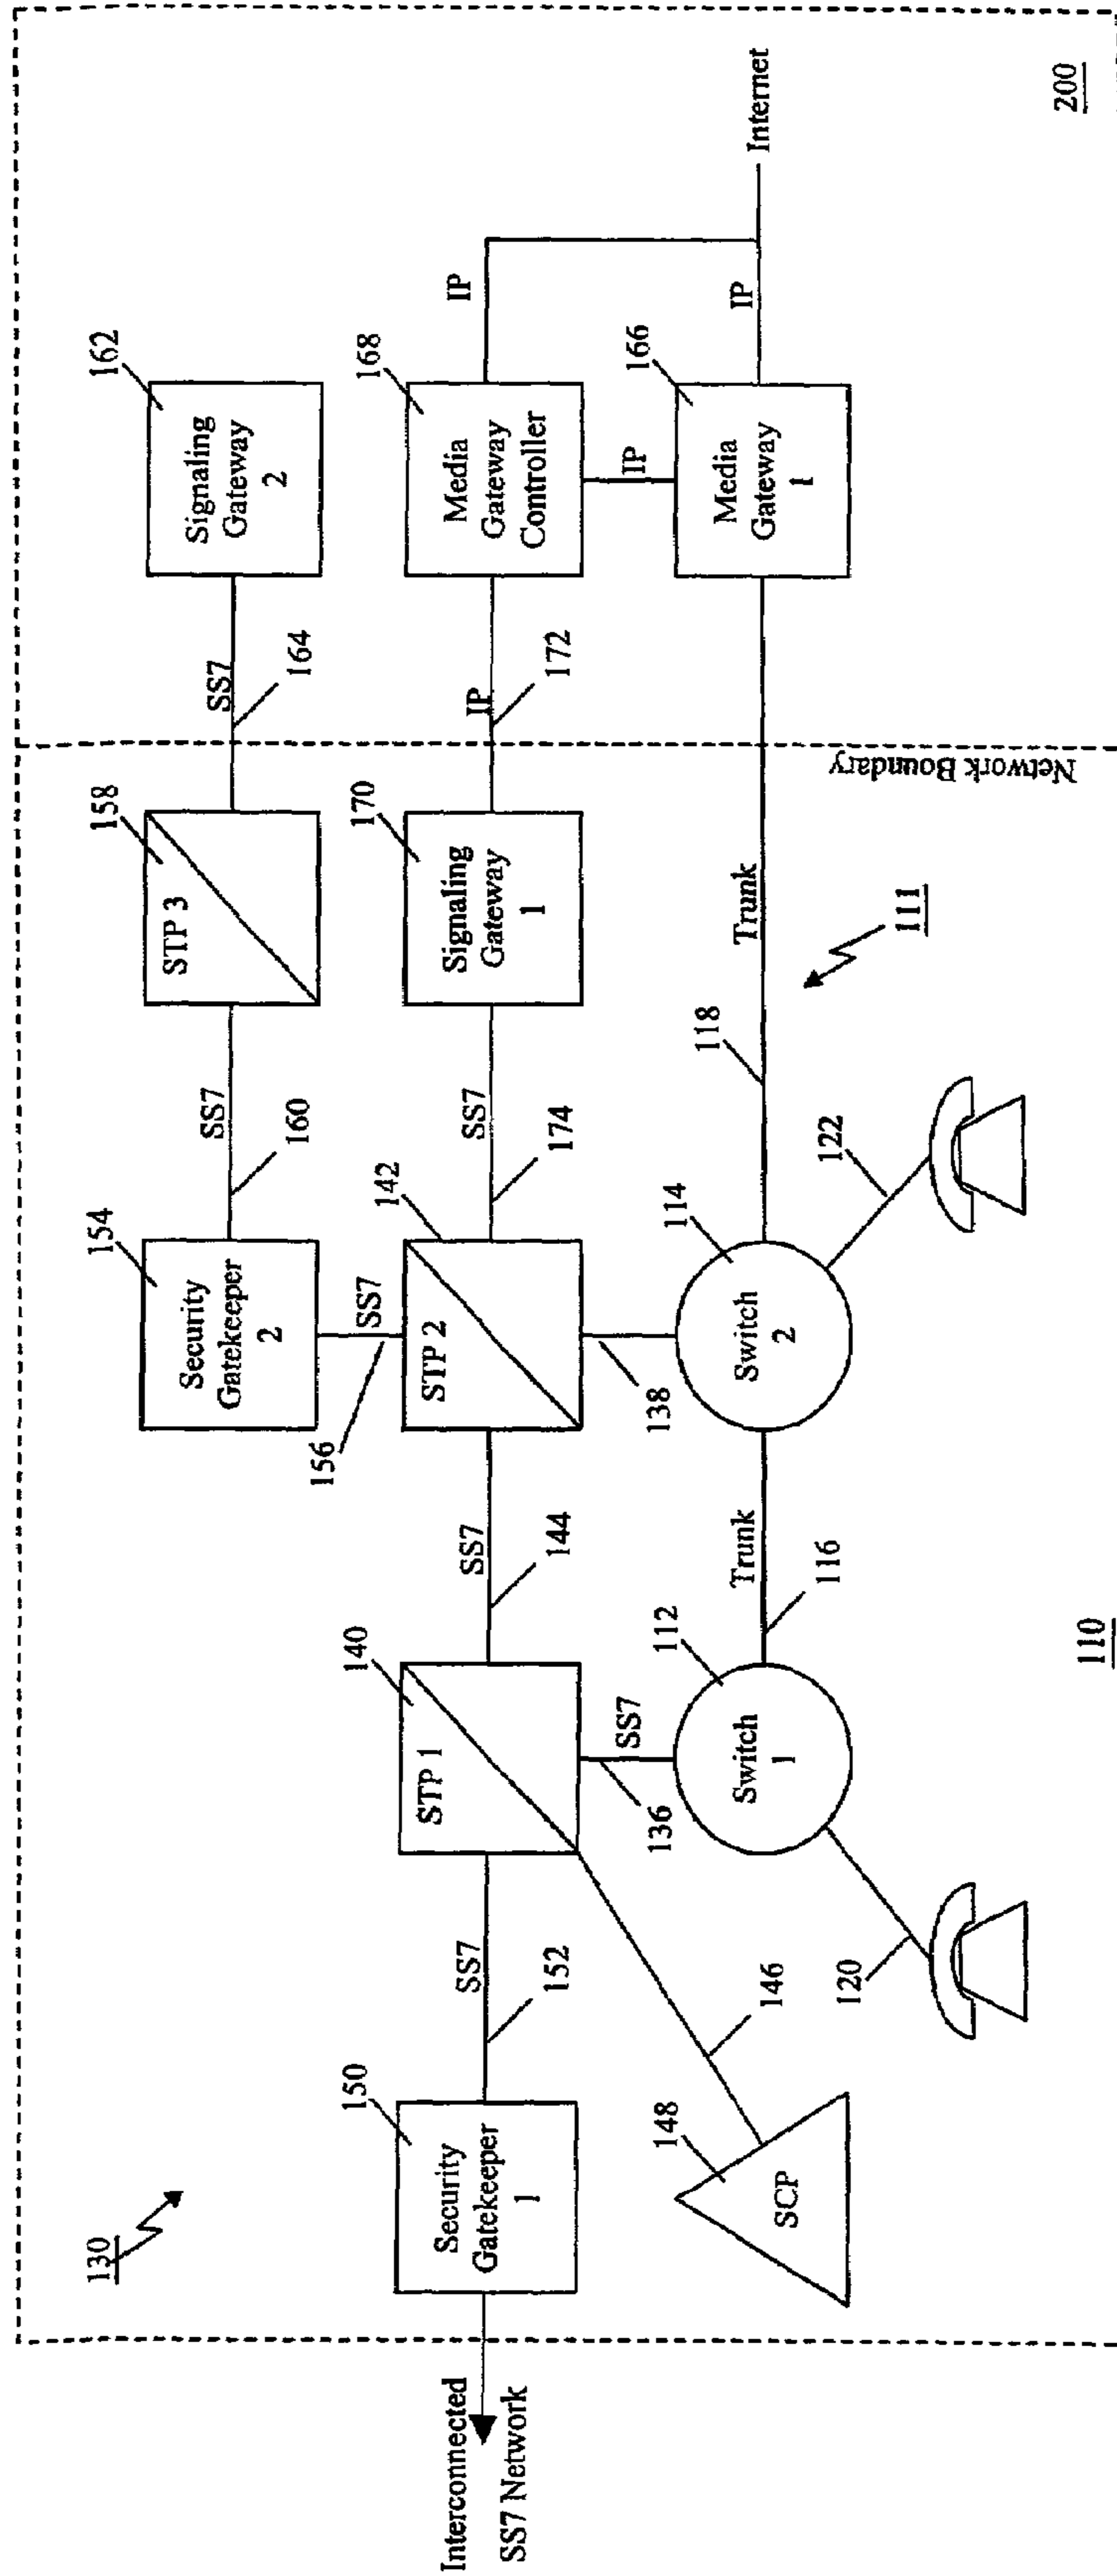 130
Interconnected
SS7 Network
150
Security
Gatekeeper
1
SS7
152
140
STP 1
SS7
144
154
Security
Gatekeeper
2
SS7
156
SS7
160
158
STP 3
SS7
164
162
Signaling
Gateway
2
142
STP 2
SS7
174
170
Signaling
Gateway
1
IP
172
168
Media
Gateway
Controller
IP
IP
148
SCP
146
136
SS7
112
Switch
1
Trunk
116
138
114
Switch
2
118
Trunk
111
166
Media
Gateway
1
IP
Internet
120
122
Network Boundary
110
200